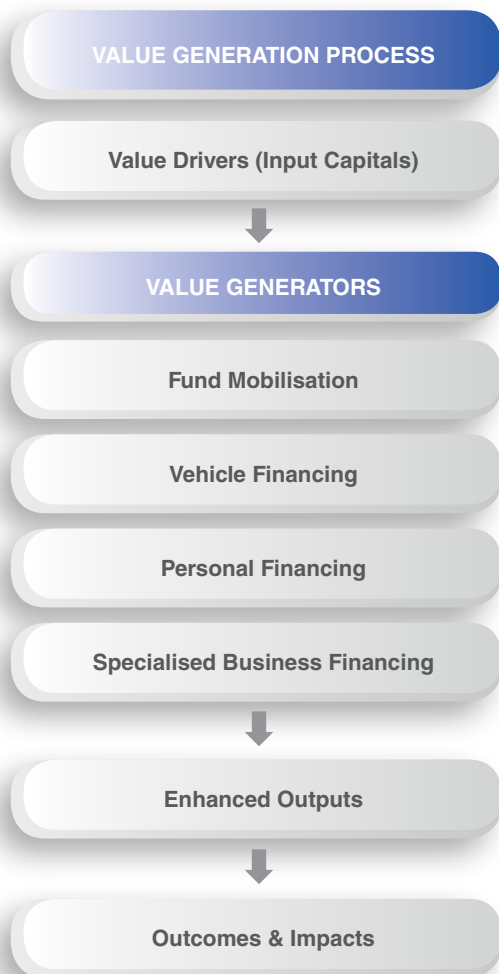 VALUE GENERATION PROCESS
Value Drivers (Input Capitals)
VALUE GENERATORS
Fund Mobilisation
Vehicle Financing
Personal Financing
Specialised Business Financing
Enhanced Outputs
Outcomes & Impacts